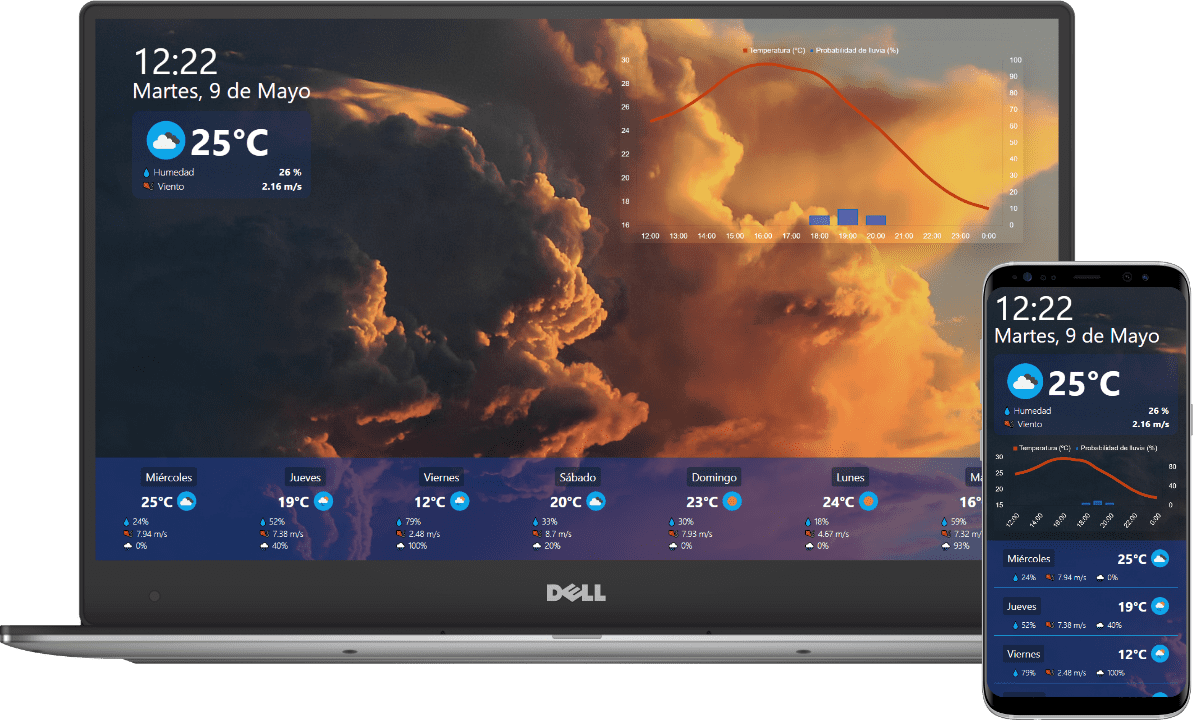 12:22
Martes, 9 de Mayo
25°C
Humedad 26 %
Viento 2.16 m/s
Temperatura (°C) Probabilidad de lluvia (%)
30 100
28 90
26 80
24 70
22 60
20 50
18 40
16 30
20
10
0
12:00 13:00 14:00 15:00 16:00 17:00 18:00 19:00 20:00 21:00 22:00 23:00 0:00
Miércoles Jueves Viernes Sábado Domingo Lunes Ma
25°C 19°C 12°C 20°C 23°C 24°C 16°
24% 52% 79% 33% 30% 18% 59%
7.94 m/s 7.38 m/s 2.48 m/s 8.7 m/s 7.93 m/s 4.67 m/s 7.32 m/
0% 40% 100% 20% 0% 0% 93%
DELL
12:22
Martes, 9 de Mayo
25°C
Humedad 26 %
Viento 2.16 m/s
Temperatura (°C) Probabilidad de lluvia (%)
30
25 80
20 40
15 0
12:00 14:00 16:00 18:00 20:00 22:00 0:00
Miércoles 25°C
24% 7.94 m/s 0%
Jueves 19°C
52% 7.38 m/s 40%
Viernes 12°C
79% 2.48 m/s 100%